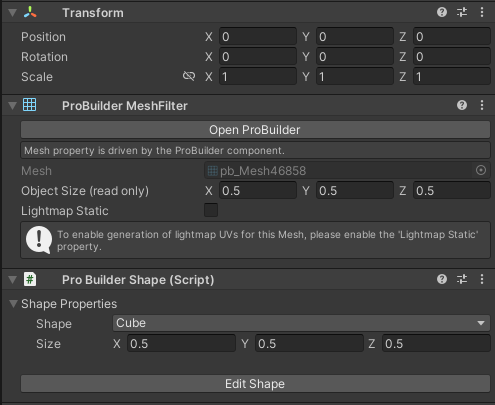 Transform
Position X 0 Y 0 Z 0
Rotation X 0 Y 0 Z 0
Scale X 1 Y 1 Z 1
ProBuilder MeshFilter
Open ProBuilder
Mesh property is driven by the ProBuilder component.
Mesh pb_Mesh46858
Object Size (read only) X 0.5 Y 0.5 Z 0.5
Lightmap Static
To enable generation of lightmap UVs for this Mesh, please enable the 'Lightmap Static'
property.
Pro Builder Shape (Script)
Shape Properties
Shape Cube
Size X 0.5 Y 0.5 Z 0.5
Edit Shape